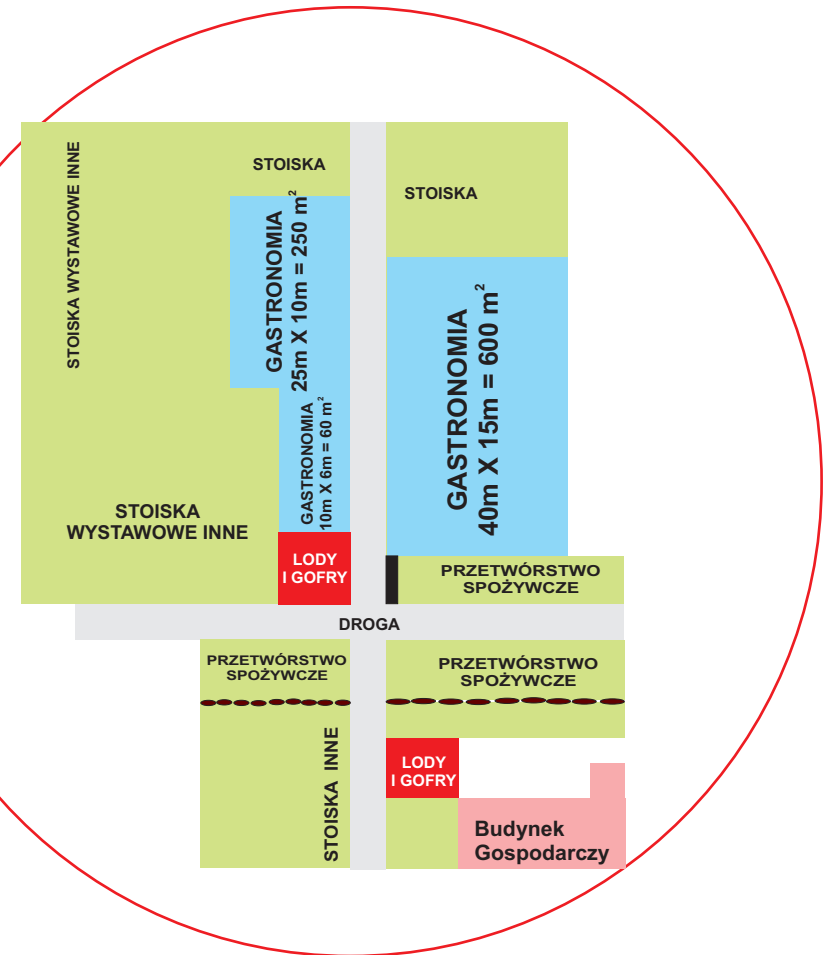 STOISKA WYSTAWOWE INNE
STOISKA
STOISKA
GASTRONOMIA
25m X 10m = 250 m²
GASTRONOMIA
40m X 15m = 600 m²
GASTRONOMIA
10m X 6m = 60 m²
STOISKA
WYSTAWOWE INNE
LODY
I GOFRY
PRZETWÓRSTWO
SPOŻYWCZE
DROGA
PRZETWÓRSTWO
SPOŻYWCZE
PRZETWÓRSTWO
SPOŻYWCZE
STOISKA INNE
LODY
I GOFRY
Budynek
Gospodarczy